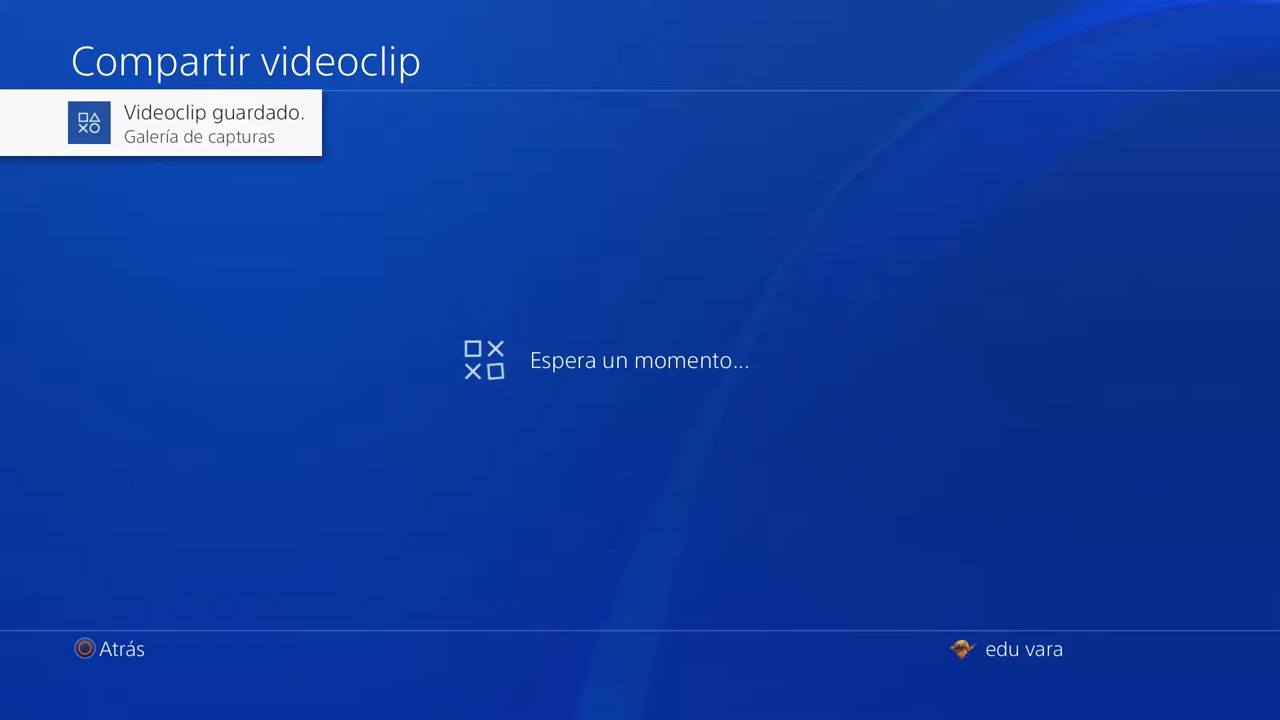 Compartir videoclip
Videoclip guardado.
Galería de capturas
Espera un momento...
Atrás
edu vara